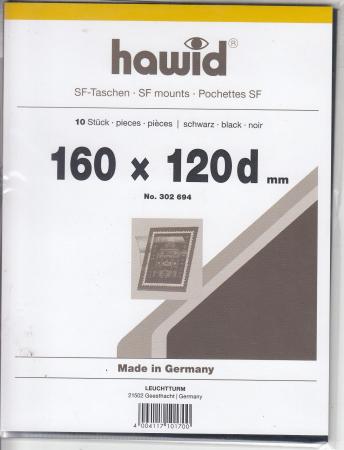 hawid®
SF-Taschen · SF mounts · Pochettes SF
10 Stück · pieces · pièces | schwarz · black · noir
160 x 120 d mm
No. 302 694
Made in Germany
LEUCHTTURM
21502 Geesthacht | Germany
4 004117 101700